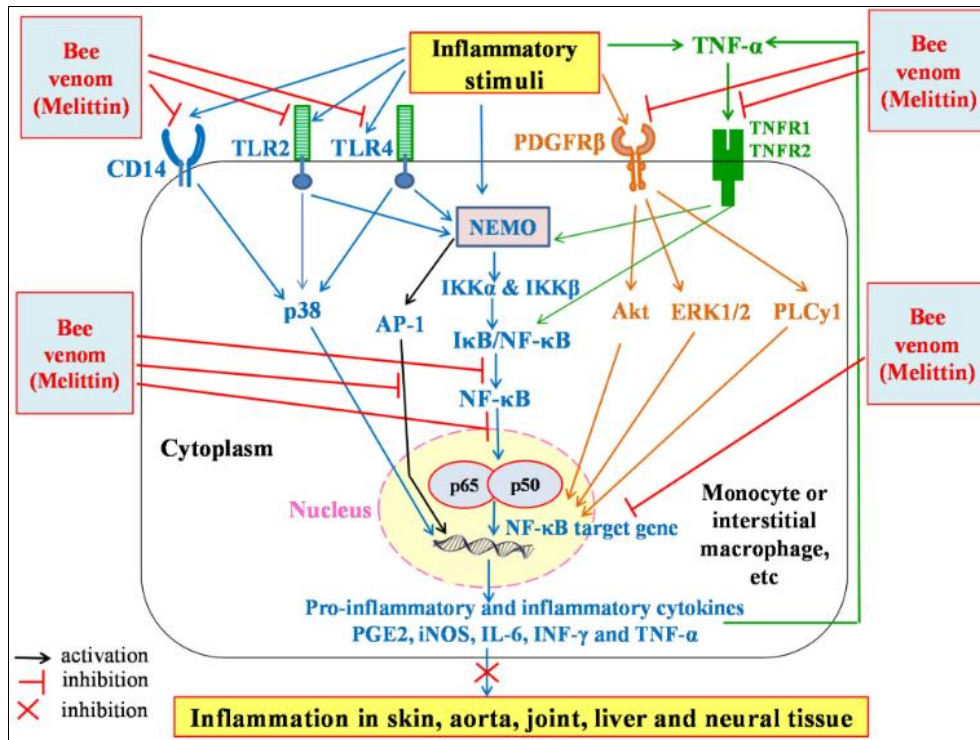 Bee
venom
(Melittin)
Inflammatory
stimuli
TNF-α
Bee
venom
(Melittin)
CD14
TLR2
TLR4
PDGFRβ
TNFR1
TNFR2
NEMO
IKKα & IKKβ
p38
AP-1
IκB/NF-κB
Akt
ERK1/2
PLCy1
Bee
venom
(Melittin)
Bee
venom
(Melittin)
NF-κB
Cytoplasm
p65
p50
Nucleus
NF-κB target gene
Monocyte or
interstitial
macrophage,
etc
Pro-inflammatory and inflammatory cytokines
PGE2, iNOS, IL-6, INF-γ and TNF-α
activation
inhibition
inhibition
Inflammation in skin, aorta, joint, liver and neural tissue